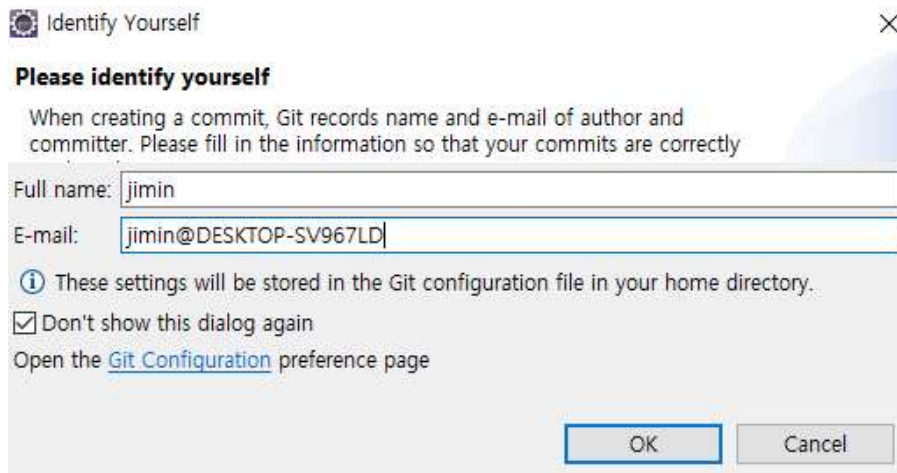 Identify Yourself
Please identify yourself
When creating a commit, Git records name and e-mail of author and
committer. Please fill in the information so that your commits are correctly
Full name: jimin
E-mail: jimin@DESKTOP-SV967LD
These settings will be stored in the Git configuration file in your home directory.
Don't show this dialog again
Open the Git Configuration preference page
OK Cancel